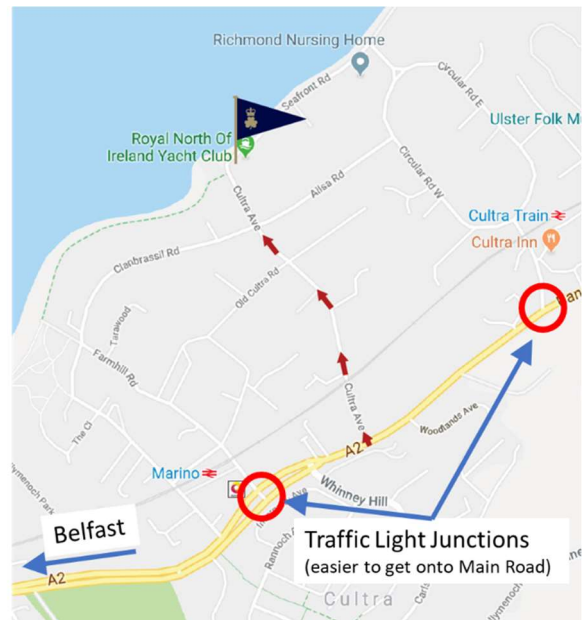 Richmond Nursing Home
Seafront Rd
Circular Rd E
Ulster Folk M
Royal North Of
Ireland Yacht Club
Ailsa Rd
Circular Rd W
Cultra Ave
Cultra Train
Cultra Inn
Clanbrassil Rd
Old Cultra Rd
Tarawood
Farmhill Rd
Cultra Ave
Woodlands Ave
The Cl
A2
Marino
Whinney Hill
Belfast
Traffic Light Junctions
(easier to get onto Main Road)
A2
Cultra